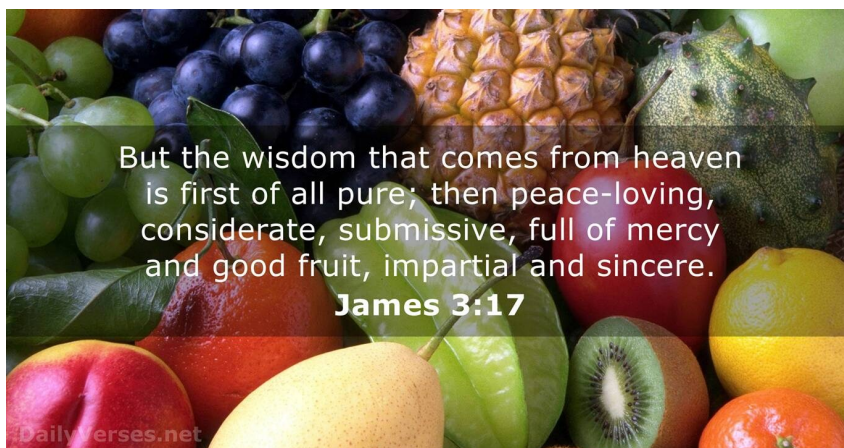 But the wisdom that comes from heaven
is first of all pure; then peace-loving,
considerate, submissive, full of mercy
and good fruit, impartial and sincere.
James 3:17
DailyVerses.net